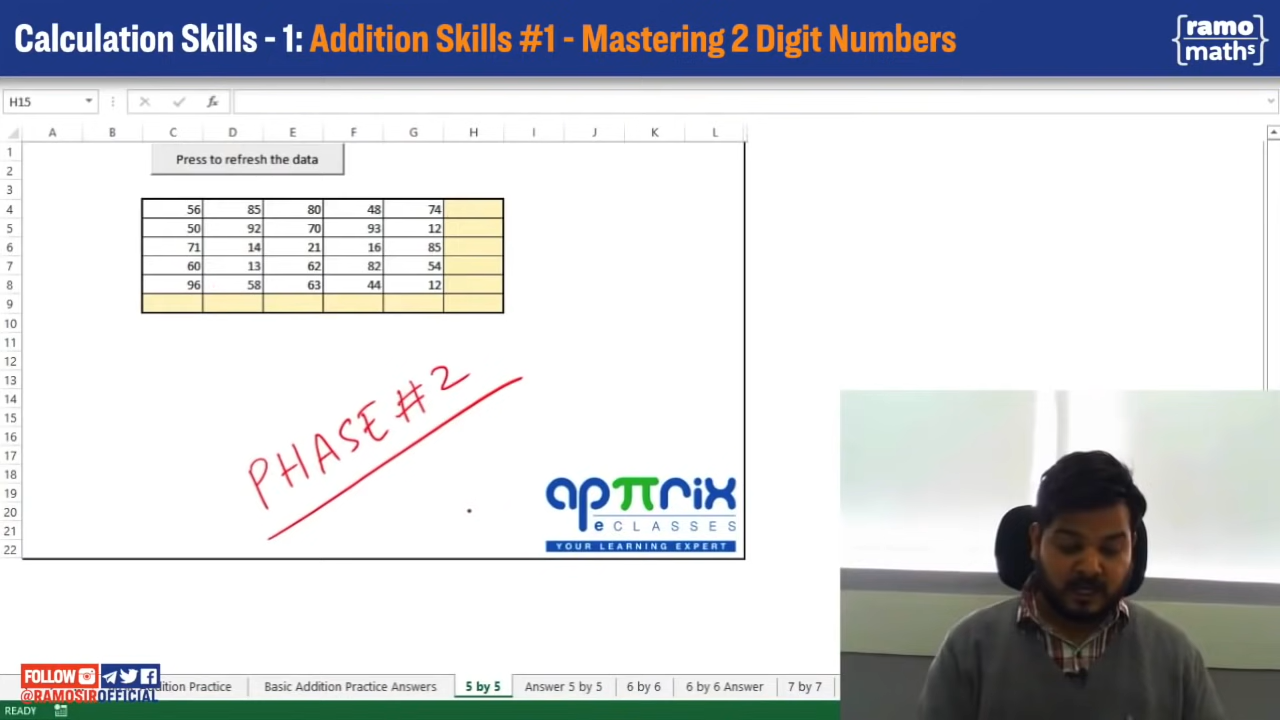 Calculation Skills - 1: Addition Skills #1 - Mastering 2 Digit Numbers
{ramo maths}
H15
fx
A B C D E F G H I J K L
1
Press to refresh the data
2
3
4 56 85 80 48 74
5 50 92 70 93 12
6 71 14 21 16 85
7 60 13 62 82 54
8 96 58 63 44 12
9
10
11
12
13
14
15
16
17
18
19
20
21
22
PHASE #2
apπrix
eCLASSES
YOUR LEARNING EXPERT
FOLLOW
@RAMOSIROFFICIAL
dition Practice Basic Addition Practice Answers 5 by 5 Answer 5 by 5 6 by 6 6 by 6 Answer 7 by 7
READY